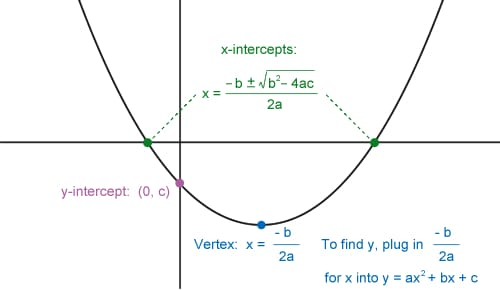 x-intercepts:
x = -b ± √b² - 4ac / 2a
y-intercept: (0, c)
Vertex: x = -b / 2a
To find y, plug in -b / 2a
for x into y = ax² + bx + c